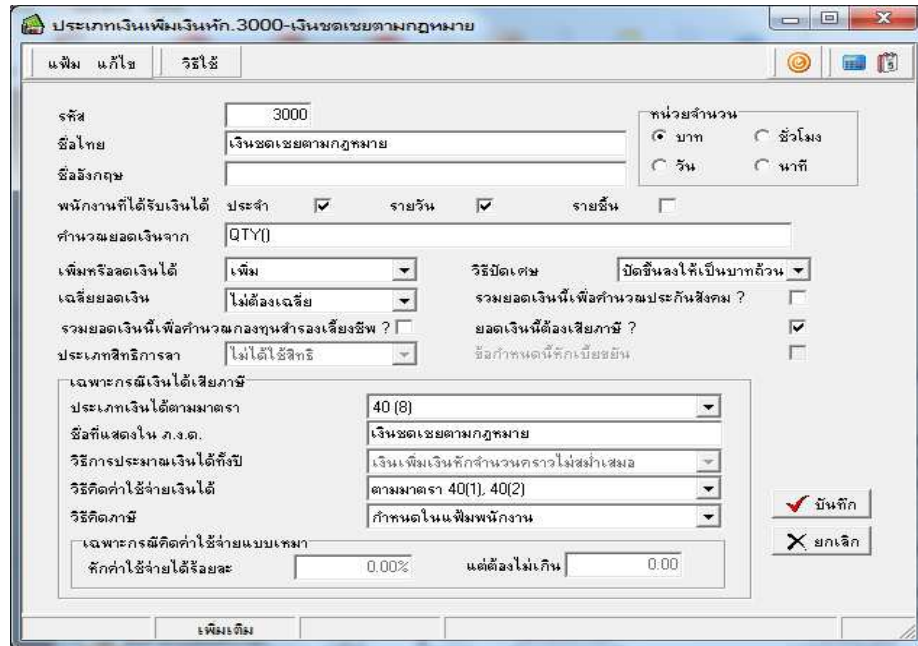 ประเภทเงินเพิ่มเงินหัก.3000-เงินชดเชยตามกฎหมาย
แฟ้ม แก้ไข วิธีใช้
รหัส 3000
หน่วยจำนวน
ชื่อไทย เงินชดเชยตามกฎหมาย
บาท ชั่วโมง
ชื่ออังกฤษ
วัน นาที
พนักงานที่ได้รับเงินได้ ประจำ รายวัน รายชิ้น
คำนวณยอดเงินจาก QTY()
เพิ่มหรือลดเงินได้ เพิ่ม วิธีปัดเศษ ปัดขึ้นลงให้เป็นบาทถ้วน
เฉลี่ยยอดเงิน ไม่ต้องเฉลี่ย รวมยอดเงินนี้เพื่อคำนวณประกันสังคม ?
รวมยอดเงินนี้เพื่อคำนวณกองทุนสำรองเลี้ยงชีพ ? ยอดเงินนี้ต้องเสียภาษี ?
ประเภทสิทธิการลา ไม่ได้ใช้สิทธิ ข้อกำหนดนี้หักเบี้ยขยัน
เฉพาะกรณีเงินได้เสียภาษี
ประเภทเงินได้ตามมาตรา 40 (8)
ชื่อที่แสดงใน ภ.ง.ด. เงินชดเชยตามกฎหมาย
วิธีการประมาณเงินได้ทั้งปี เงินเพิ่มเงินหักจำนวนคราวไม่สม่ำเสมอ
วิธีคิดค่าใช้จ่ายเงินได้ ตามมาตรา 40(1), 40(2)
วิธีคิดภาษี กำหนดในแฟ้มพนักงาน
บันทึก
เฉพาะกรณีคิดค่าใช้จ่ายแบบเหมา
ยกเลิก
หักค่าใช้จ่ายได้ร้อยละ 0.00% แต่ต้องไม่เกิน 0.00
เพิ่มเติม